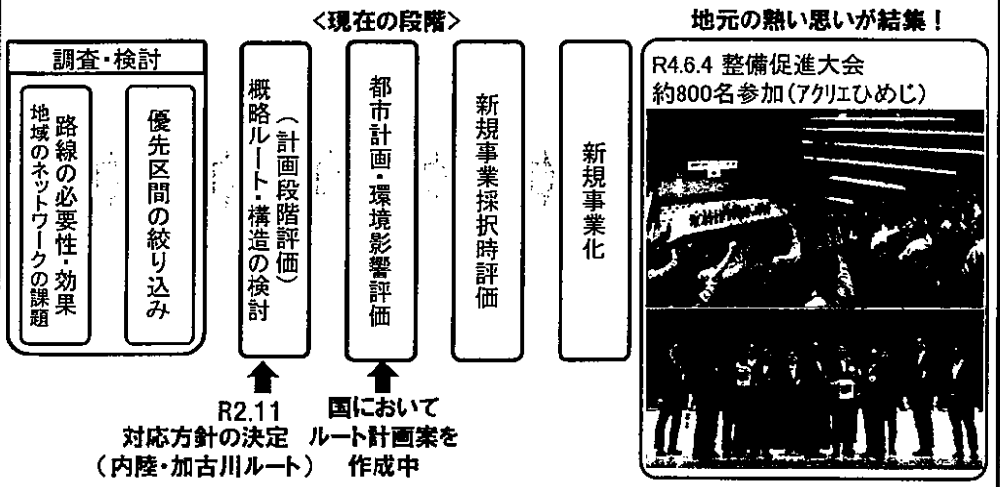 <現在の段階>
地元の熱い思いが結集！
調査・検討
路線の必要性・効果
地域のネットワークの課題
優先区間の絞り込み
（計画段階評価）
概略ルート・構造の検討
都市計画・環境影響評価
新規事業採択時評価
新規事業化
R4.6.4 整備促進大会
約800名参加(アクリエひめじ)
R2.11
対応方針の決定
（内陸・加古川ルート）
国において
ルート計画案を
作成中